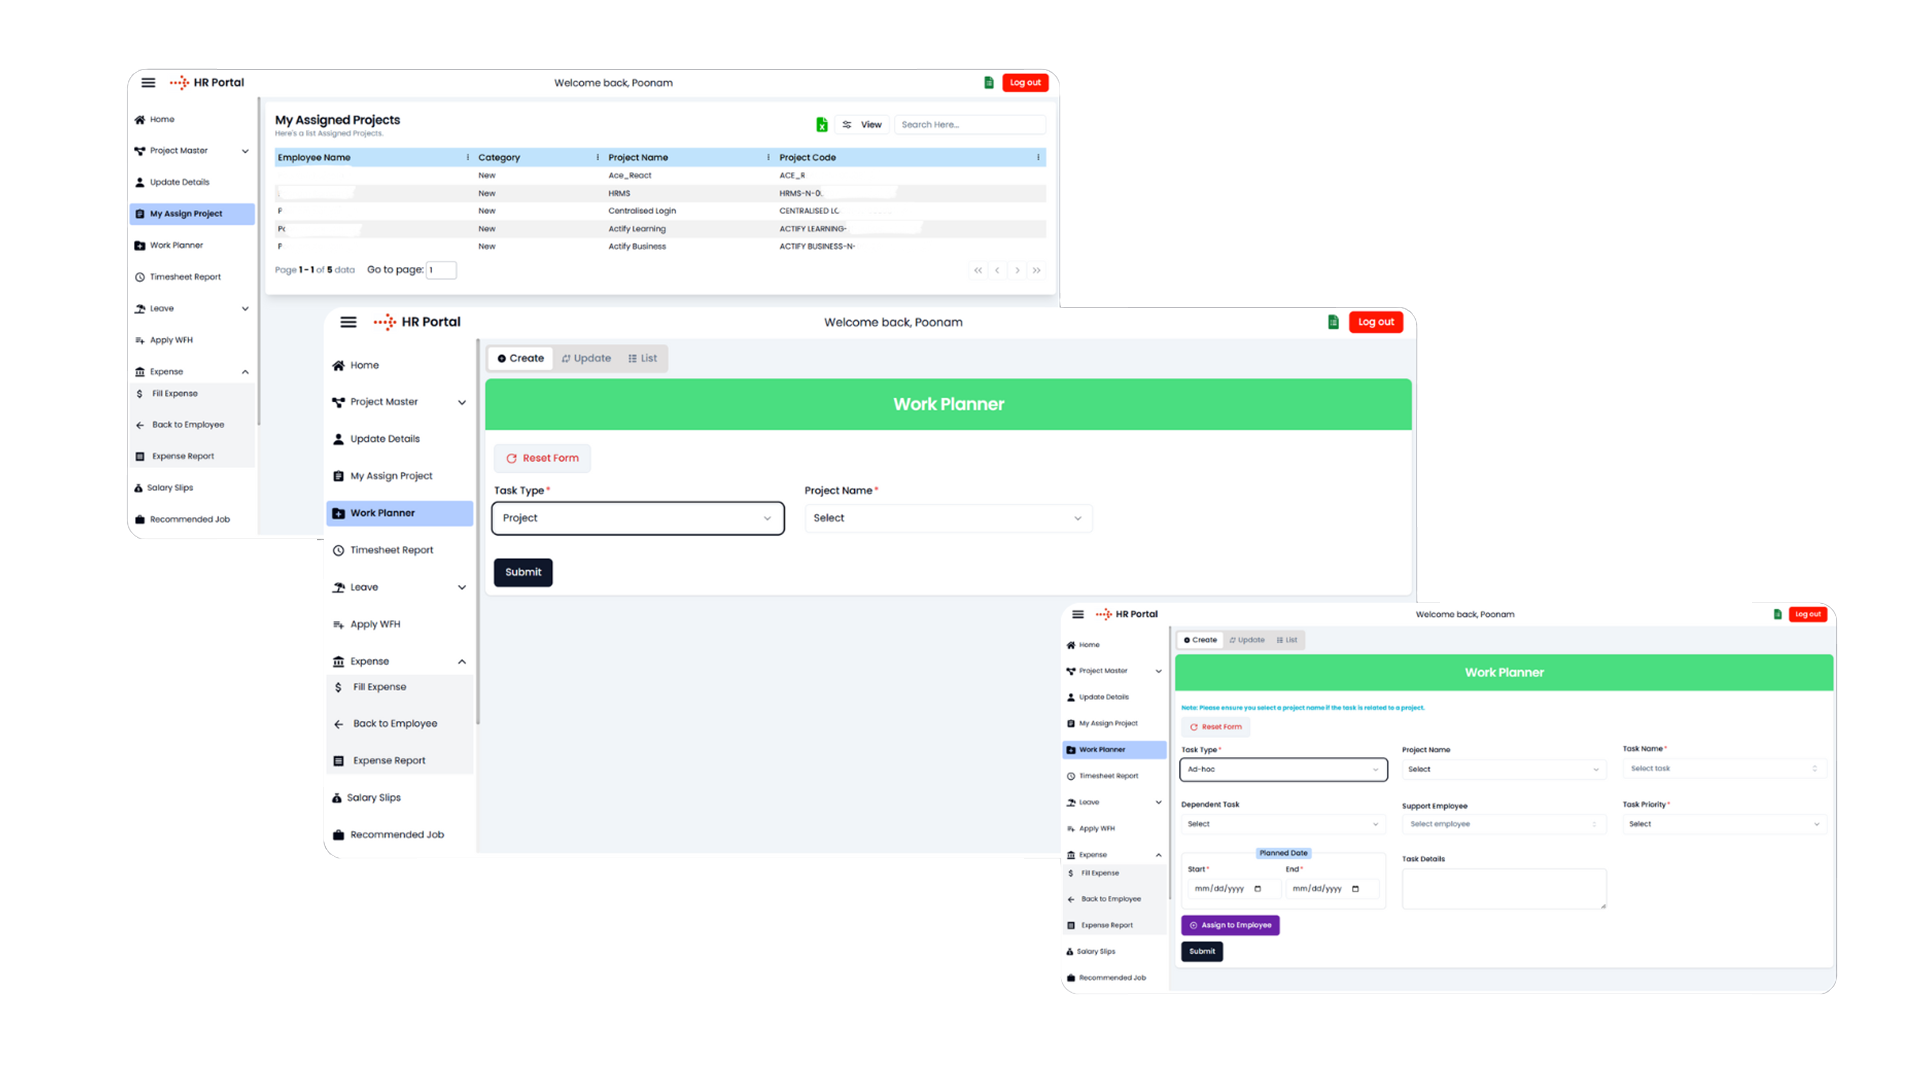 HR Portal
Welcome back, Poonam
Log out
Home
Project Master
Update Details
My Assign Project
Work Planner
Timesheet Report
Leave
Apply WFH
Expense
Fill Expense
Back to Employee
Expense Report
Salary Slips
Recommended Job
My Assigned Projects
Here's a list Assigned Projects.
View
Search Here...
Employee Name Category Project Name Project Code
New Ace_React ACE_R
New HRMS HRMS-N-D.
F New Centralised Login CENTRALISED LC
Pc New Actify Learning ACTIFY LEARNING-
F New Actify Business ACTIFY BUSINESS-N-
Page 1 - 1 of 5 data Go to page: 1
HR Portal
Welcome back, Poonam
Log out
Home
Project Master
Update Details
My Assign Project
Work Planner
Timesheet Report
Leave
Apply WFH
Expense
Fill Expense
Back to Employee
Expense Report
Salary Slips
Recommended Job
Create Update List
Work Planner
Reset Form
Task Type* Project Name*
Project Select
Submit
HR Portal
Welcome back, Poonam
Log out
Home
Project Master
Update Details
My Assign Project
Work Planner
Timesheet Report
Leave
Apply WFH
Expense
Fill Expense
Back to Employee
Expense Report
Salary Slips
Recommended Job
Create Update List
Work Planner
Note: Please ensure you select a project name if the task is related to a project.
Reset Form
Task Type* Project Name Task Name*
Ad-hoc Select Select task
Dependent Task Support Employee Task Priority*
Select Select employee Select
Planned Date
Task Details
Start* End*
mm/dd/yyyy mm/dd/yyyy
Assign to Employee
Submit